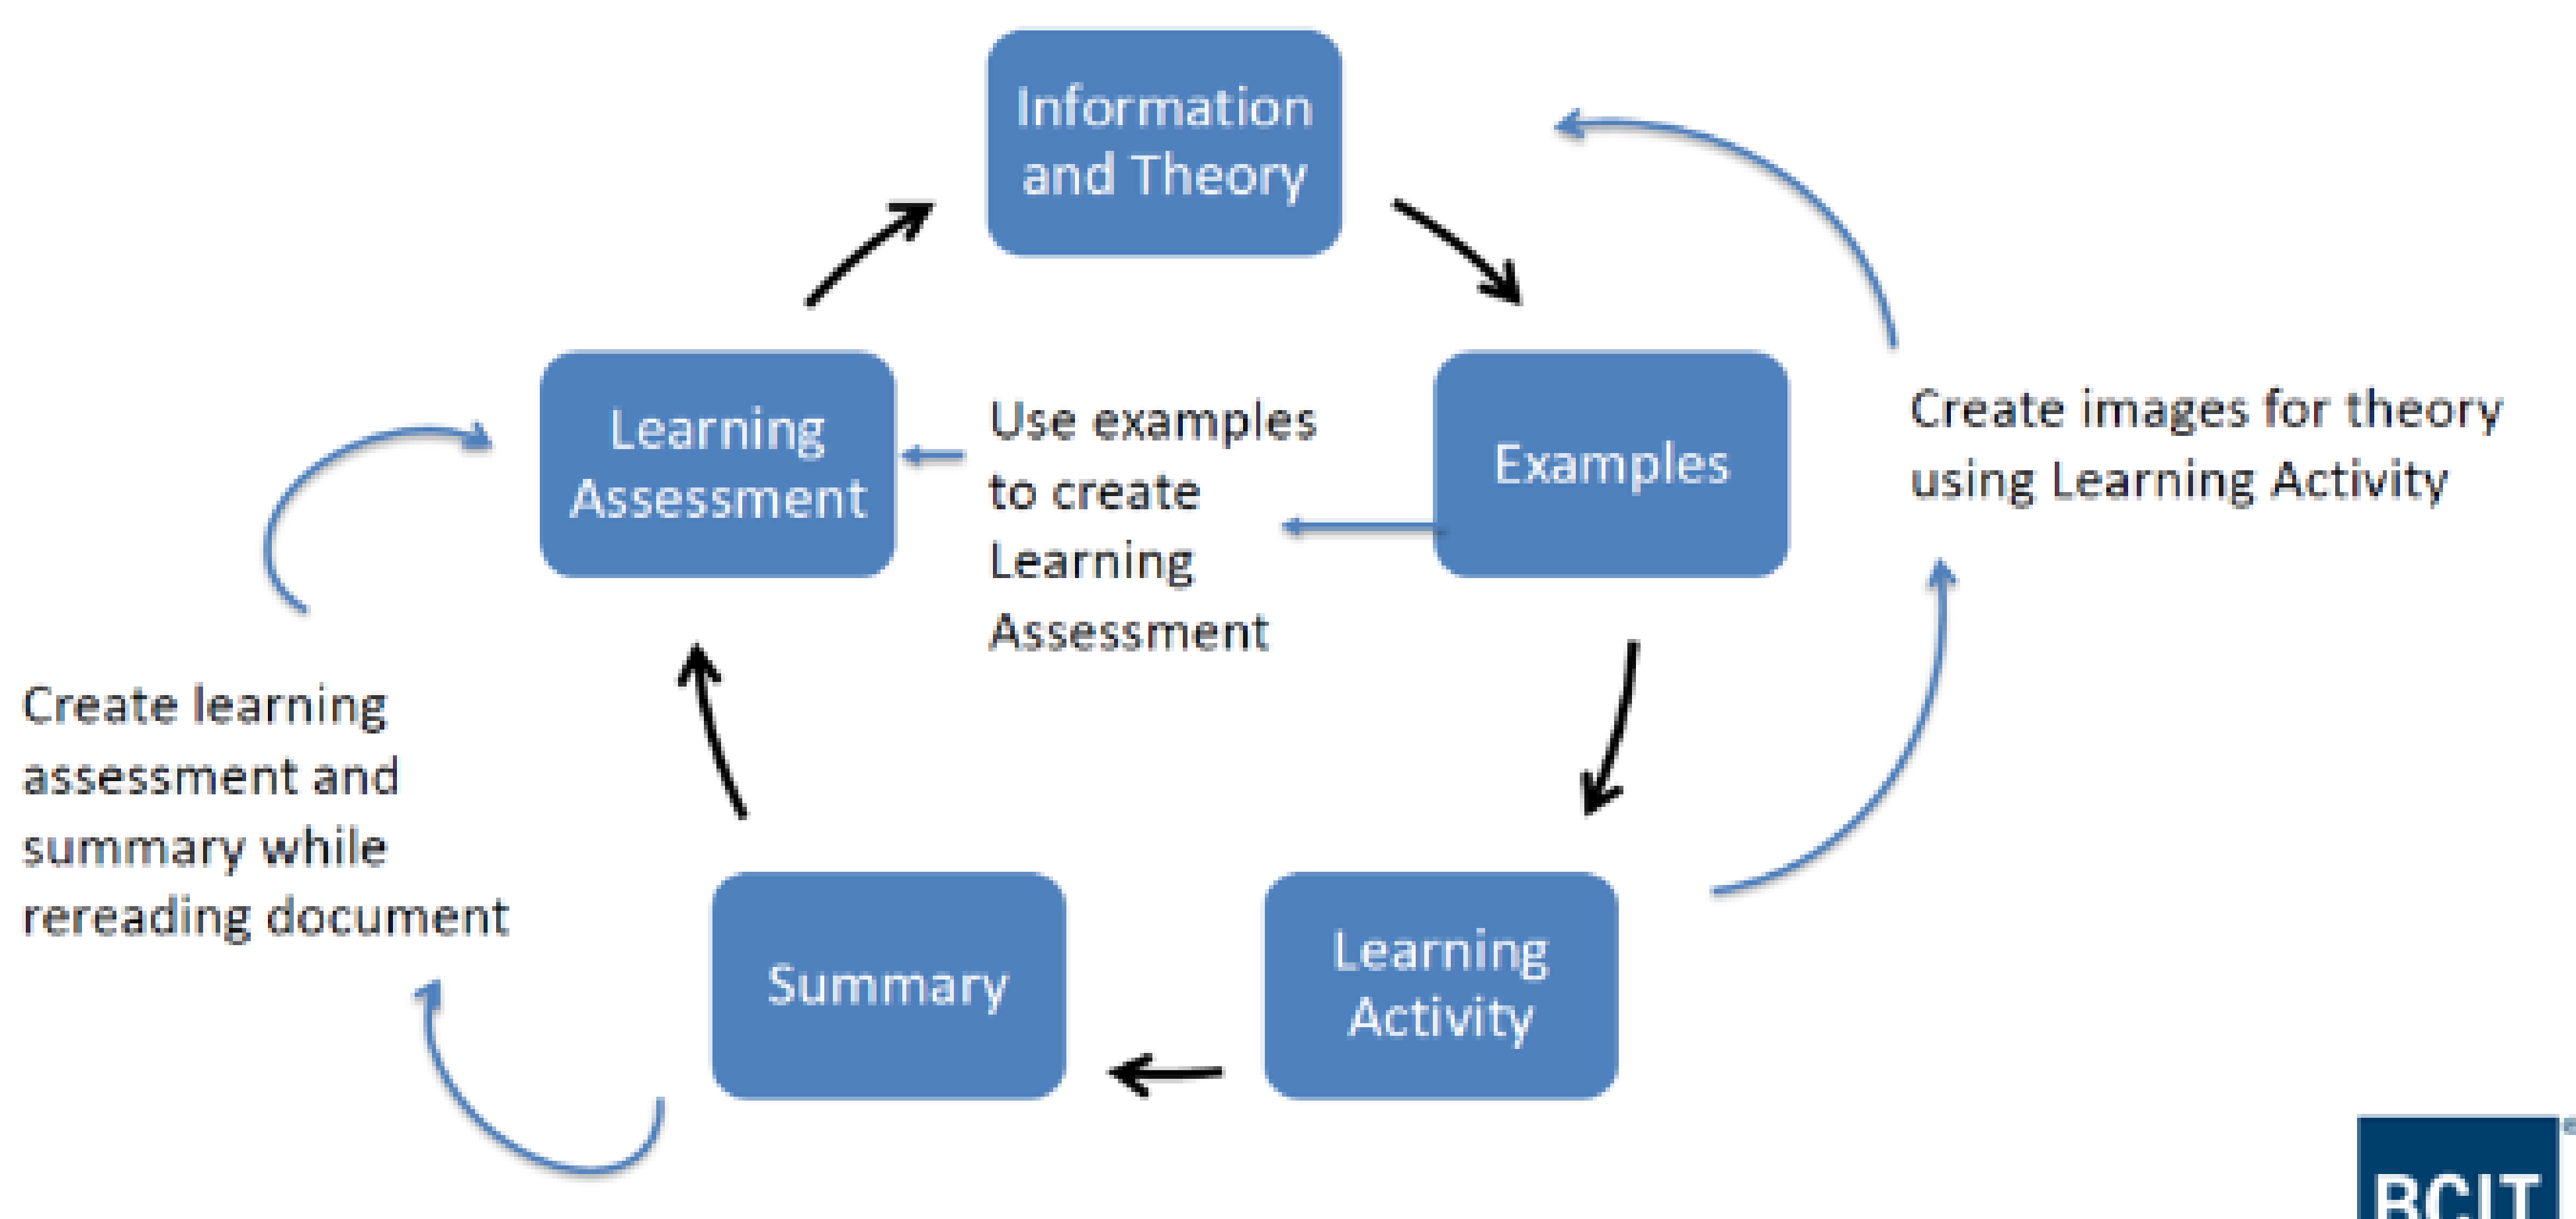 Information
and Theory
Learning
Assessment
Use examples
to create
Learning
Assessment
Examples
Create images for theory
using Learning Activity
Create learning
assessment and
summary while
rereading document
Summary
Learning
Activity
BCIT